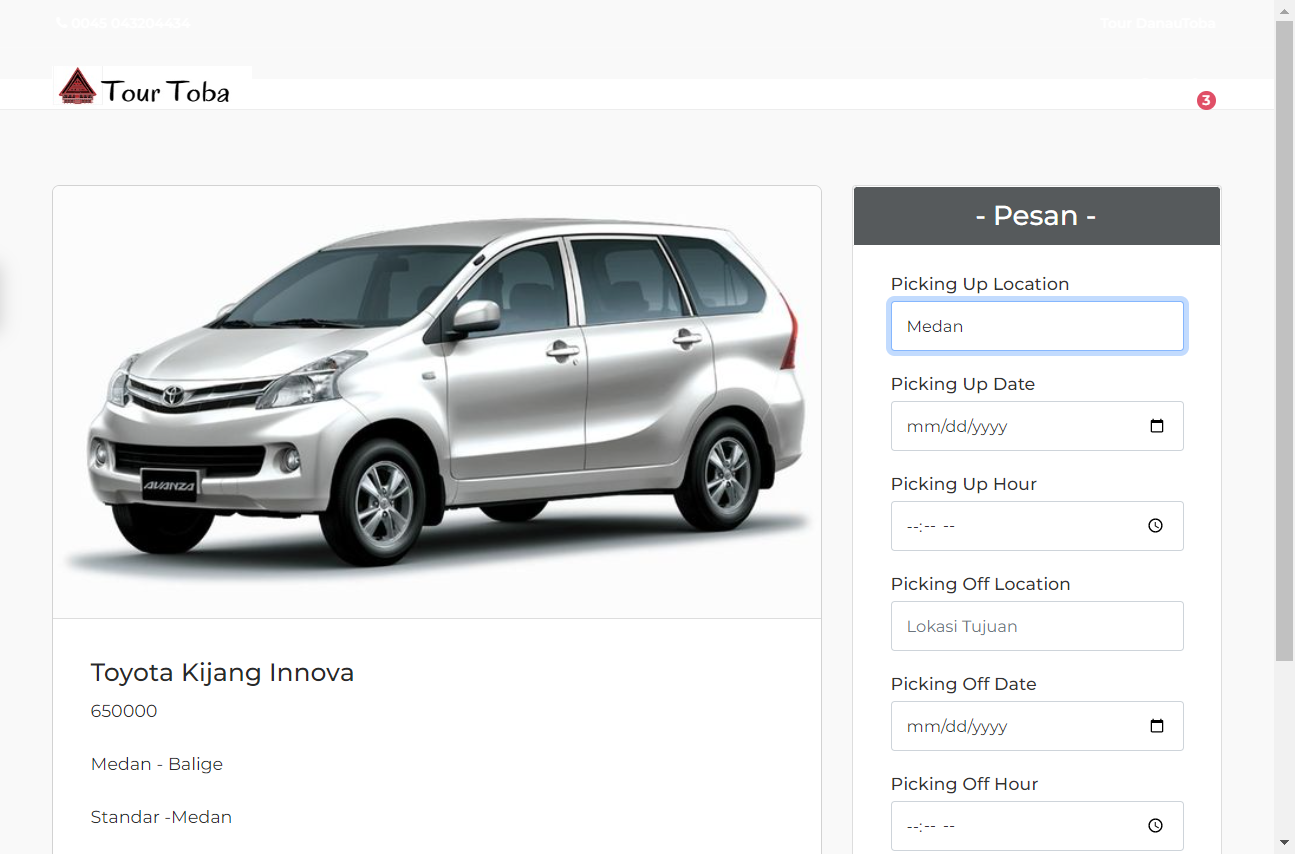 0045 043204434
Tour DanauToba
Tour Toba
3
AVANZA
Toyota Kijang Innova
650000
Medan - Balige
Standar -Medan
- Pesan -
Picking Up Location
Medan
Picking Up Date
mm/dd/yyyy
Picking Up Hour
--:-- --
Picking Off Location
Lokasi Tujuan
Picking Off Date
mm/dd/yyyy
Picking Off Hour
--:-- --